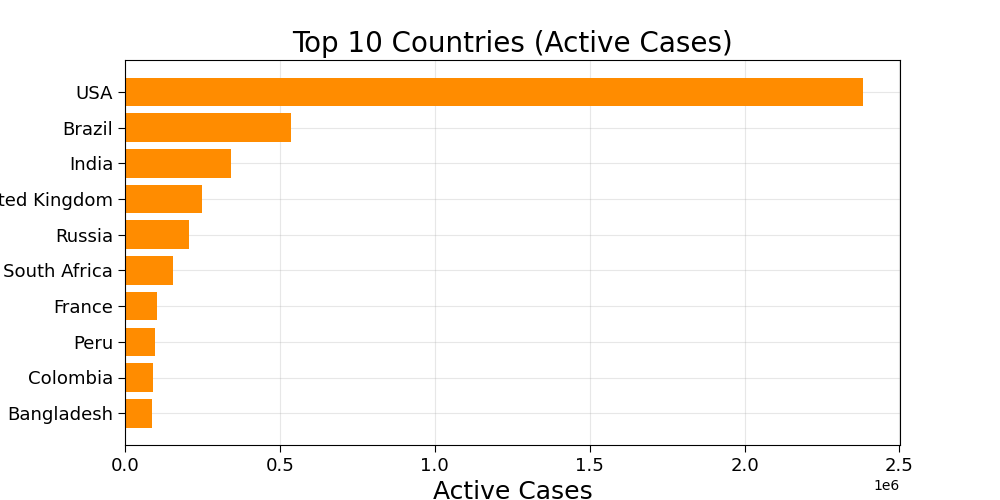 Top 10 Countries (Active Cases)
USA
Brazil
India
ted Kingdom
Russia
South Africa
France
Peru
Colombia
Bangladesh
0.0 0.5 1.0 1.5 2.0 2.5
1e6
Active Cases